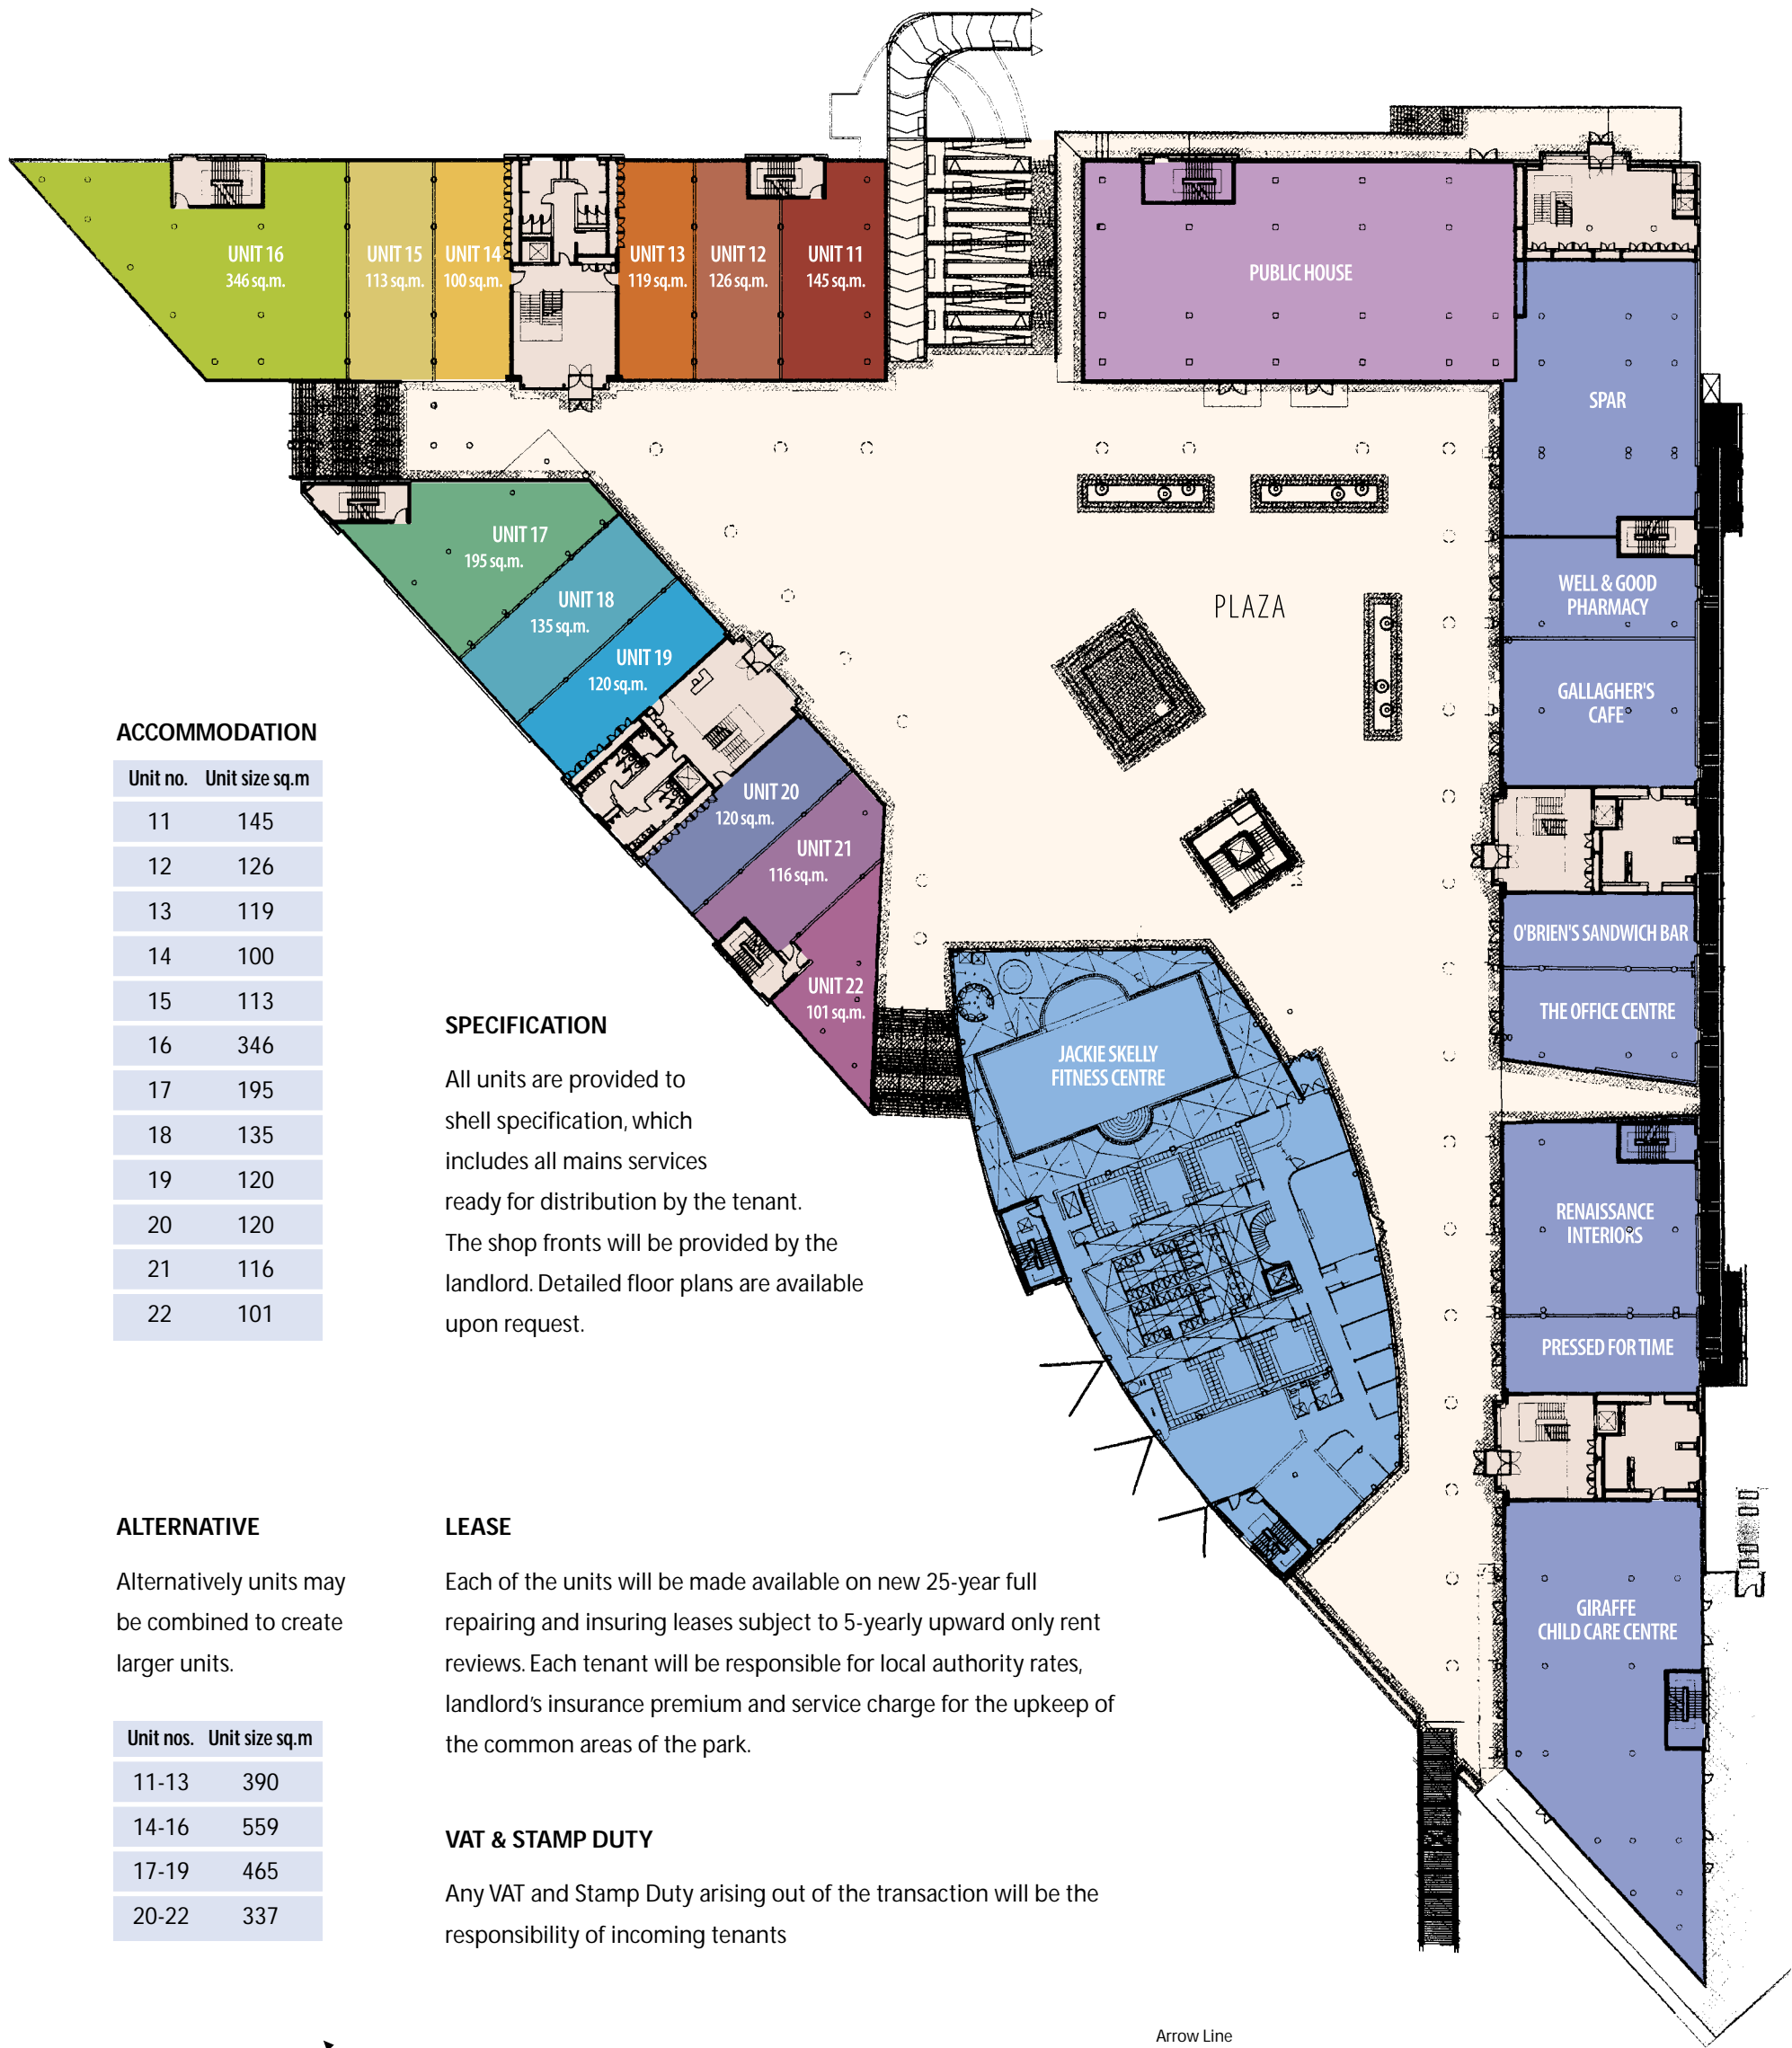 UNIT 16
346 sq.m.
UNIT 15
113 sq.m.
UNIT 14
100 sq.m.
UNIT 13
119 sq.m.
UNIT 12
126 sq.m.
UNIT 11
145 sq.m.
PUBLIC HOUSE
SPAR
UNIT 17
195 sq.m.
UNIT 18
135 sq.m.
UNIT 19
120 sq.m.
PLAZA
WELL & GOOD
PHARMACY
GALLAGHER'S
CAFE
UNIT 20
120 sq.m.
UNIT 21
116 sq.m.
UNIT 22
101 sq.m.
O'BRIEN'S SANDWICH BAR
THE OFFICE CENTRE
JACKIE SKELLY
FITNESS CENTRE
RENAISSANCE
INTERIORS
PRESSED FOR TIME
GIRAFFE
CHILD CARE CENTRE
ACCOMMODATION
Unit no. Unit size sq.m
11 145
12 126
13 119
14 100
15 113
16 346
17 195
18 135
19 120
20 120
21 116
22 101
SPECIFICATION
All units are provided to
shell specification, which
includes all mains services
ready for distribution by the tenant.
The shop fronts will be provided by the
landlord. Detailed floor plans are available
upon request.
ALTERNATIVE
Alternatively units may
be combined to create
larger units.
Unit nos. Unit size sq.m
11-13 390
14-16 559
17-19 465
20-22 337
LEASE
Each of the units will be made available on new 25-year full
repairing and insuring leases subject to 5-yearly upward only rent
reviews. Each tenant will be responsible for local authority rates,
landlord's insurance premium and service charge for the upkeep of
the common areas of the park.
VAT & STAMP DUTY
Any VAT and Stamp Duty arising out of the transaction will be the
responsibility of incoming tenants
Arrow Line